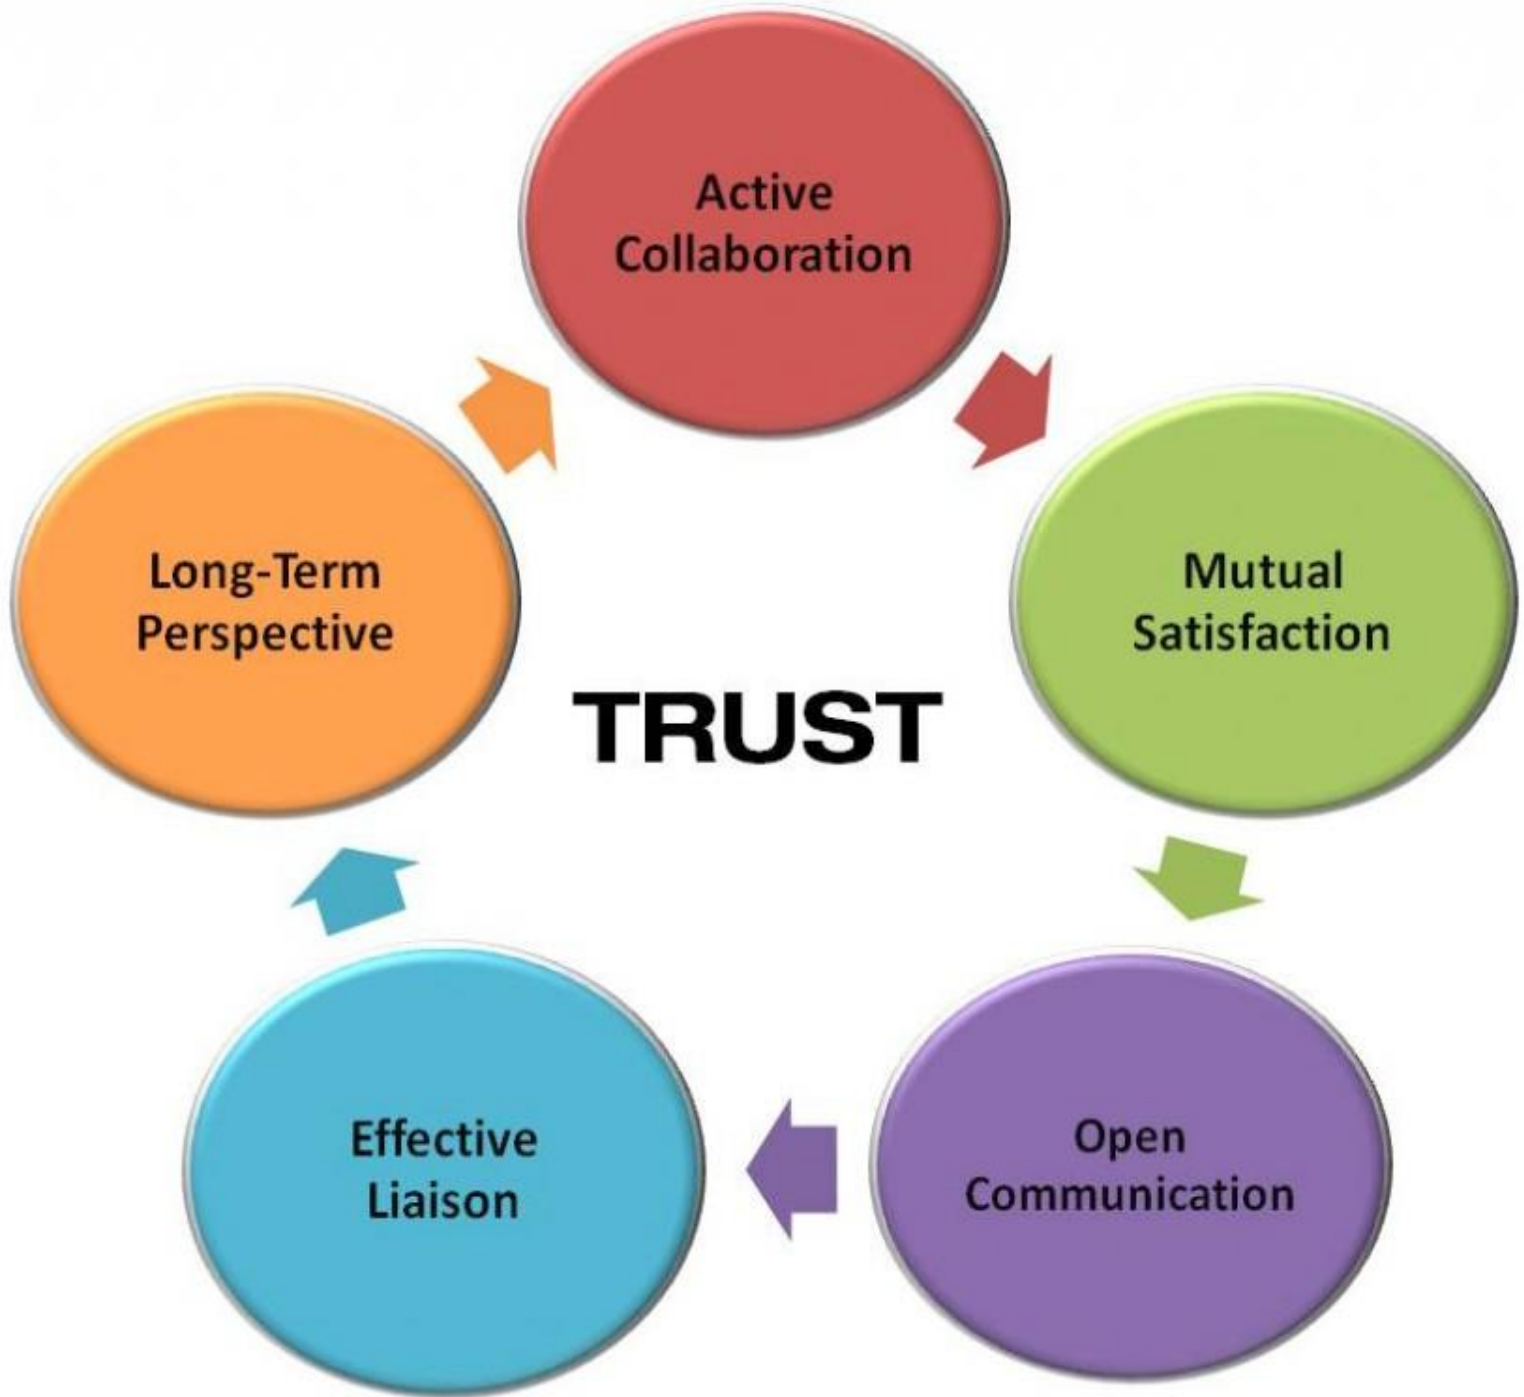 Active
Collaboration
Mutual
Satisfaction
Open
Communication
Effective
Liaison
Long-Term
Perspective
TRUST